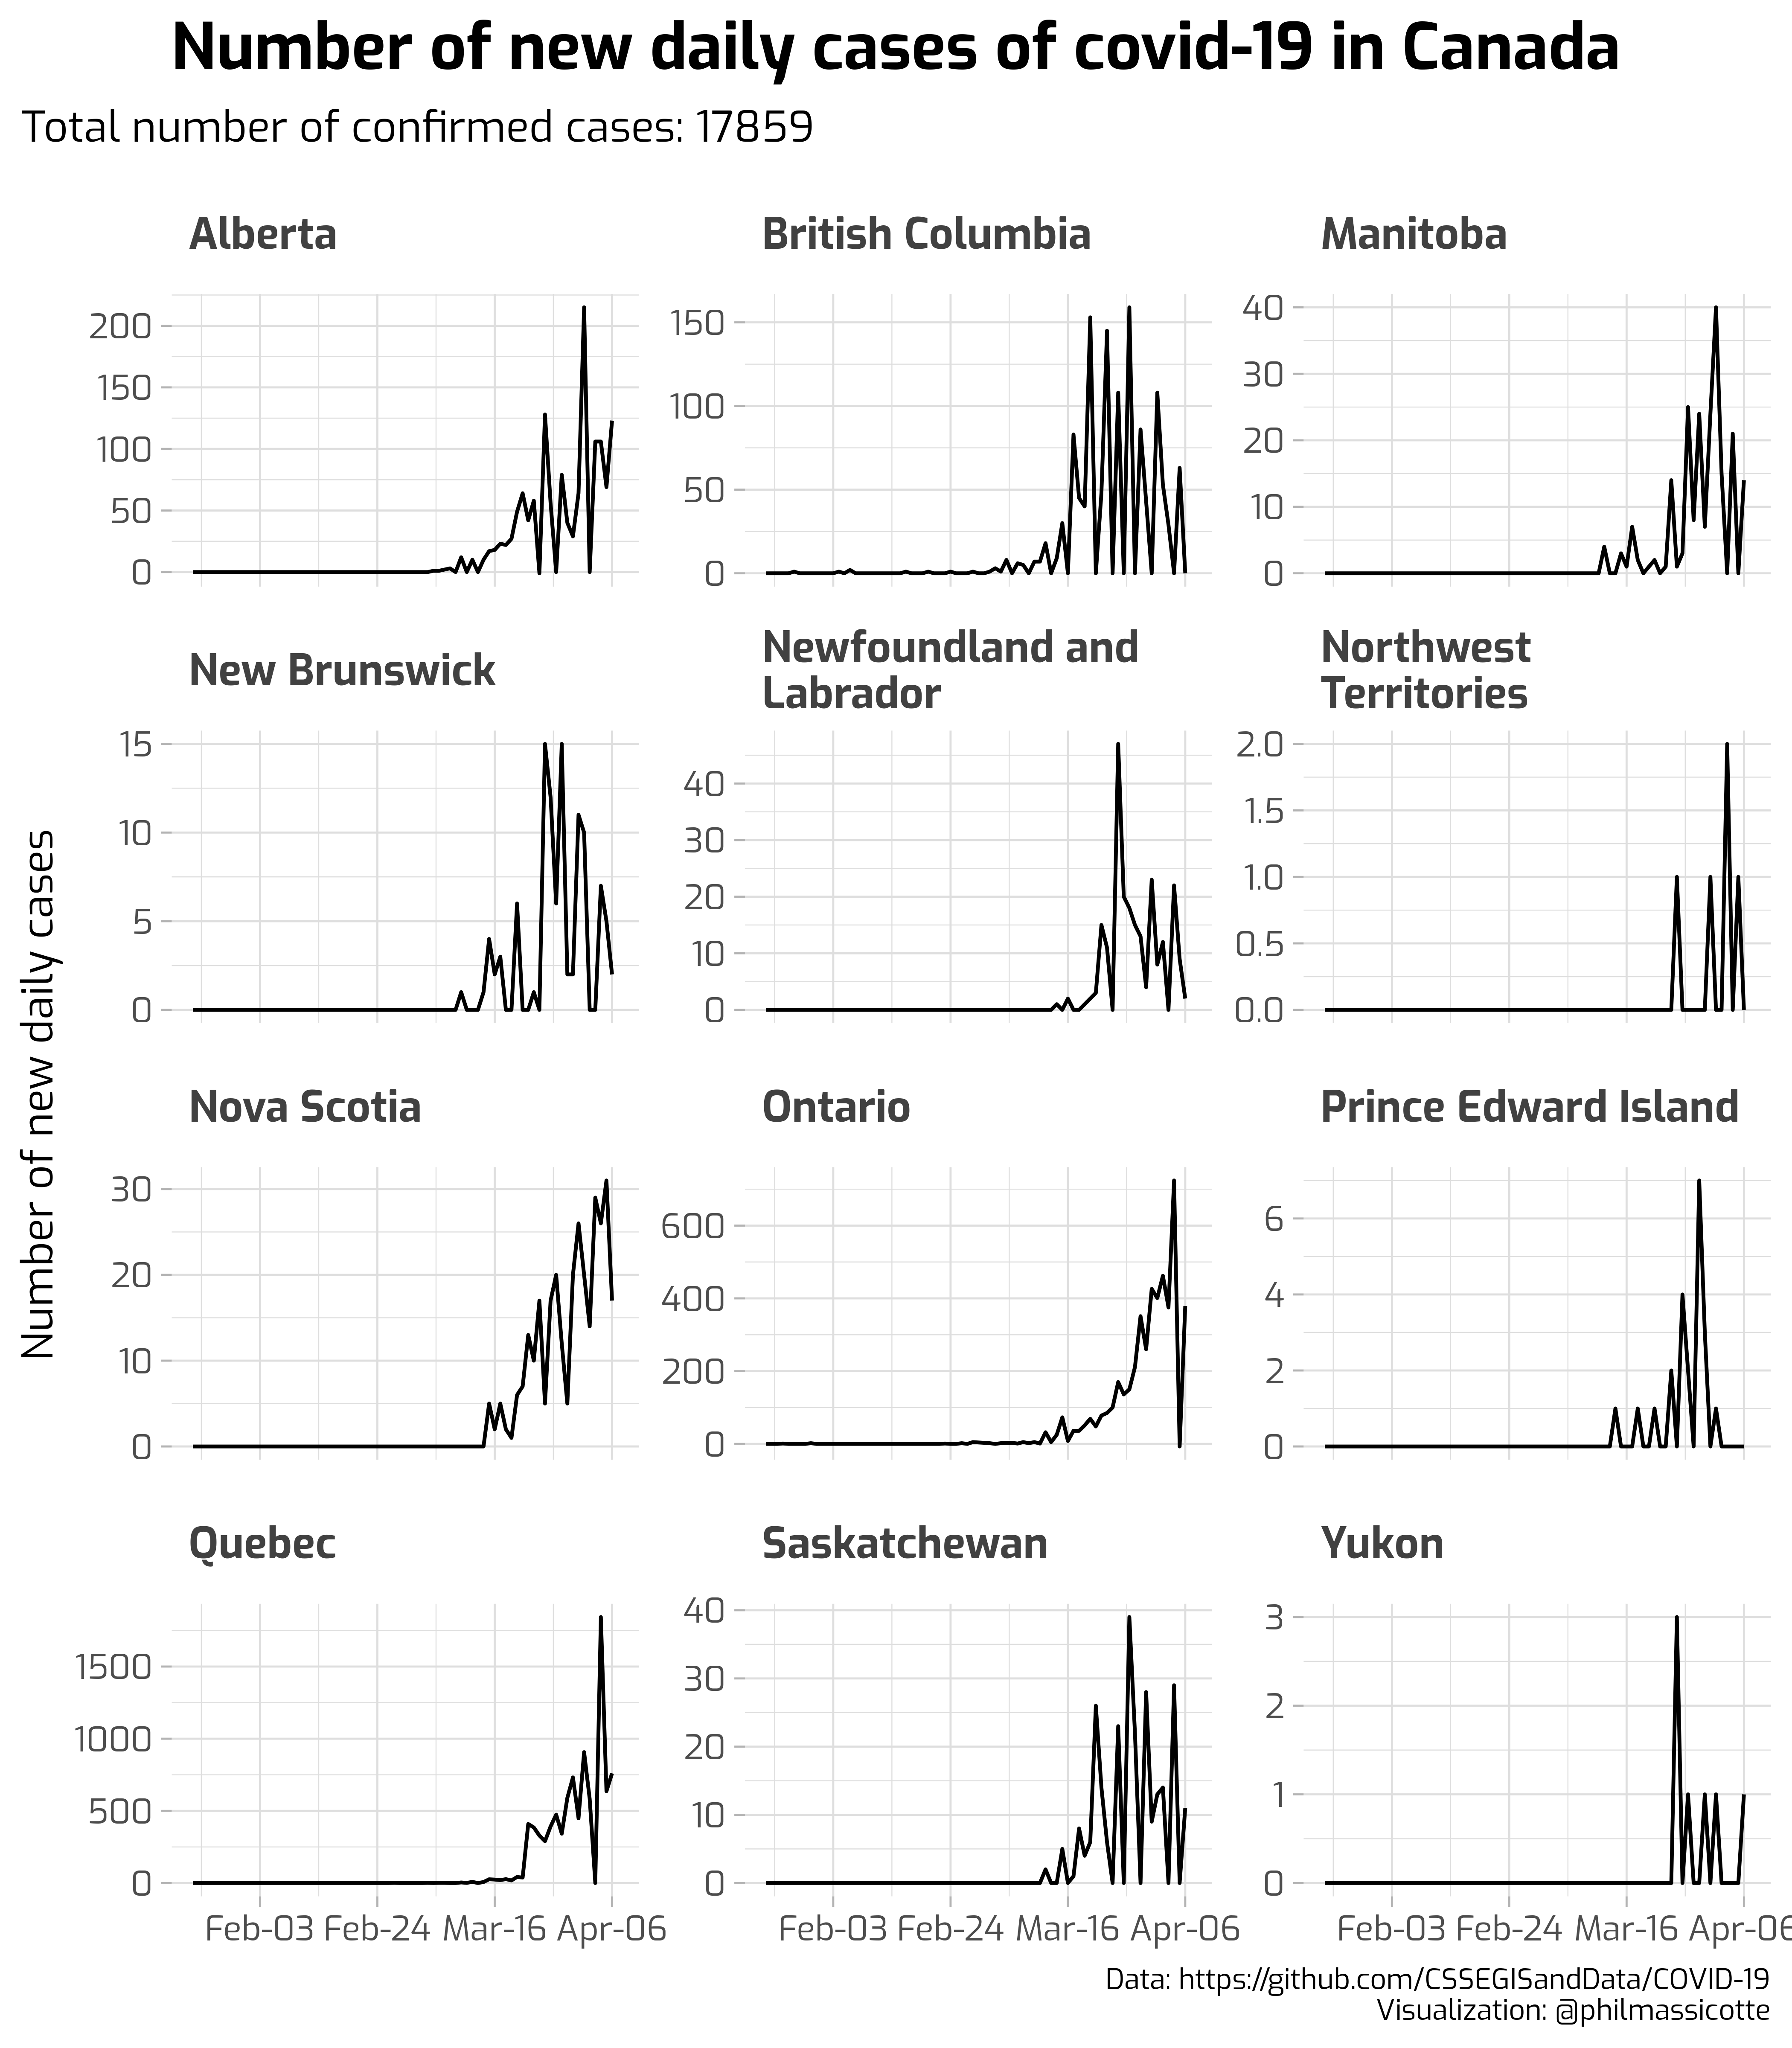 Number of new daily cases of covid-19 in Canada
Total number of confirmed cases: 17859
Number of new daily cases
Alberta
200
150
100
50
0
British Columbia
150
100
50
0
Manitoba
40
30
20
10
0
New Brunswick
15
10
5
0
Newfoundland and
Labrador
40
30
20
10
0
Northwest
Territories
2.0
1.5
1.0
0.5
0.0
Nova Scotia
30
20
10
0
Ontario
600
400
200
0
Prince Edward Island
6
4
2
0
Quebec
1500
1000
500
0
Feb-03 Feb-24 Mar-16 Apr-06
Saskatchewan
40
30
20
10
0
Feb-03 Feb-24 Mar-16 Apr-06
Yukon
3
2
1
0
Feb-03 Feb-24 Mar-16 Apr-06
Data: https://github.com/CSSEGISandData/COVID-19
Visualization: @philmassicotte